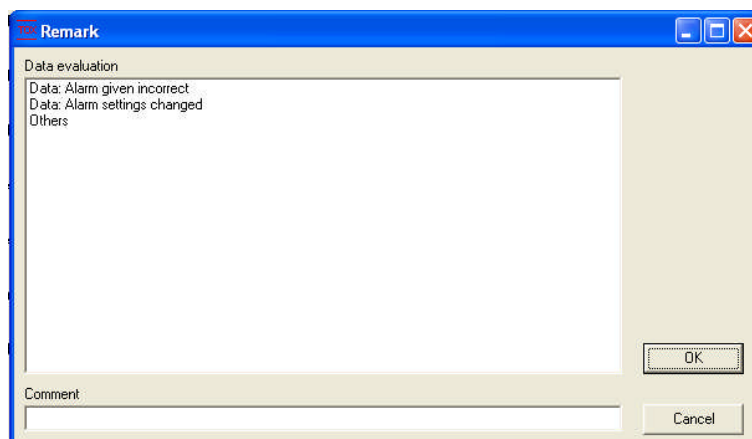 Remark
Data evaluation
Data: Alarm given incorrect
Data: Alarm settings changed
Others
OK
Comment
Cancel